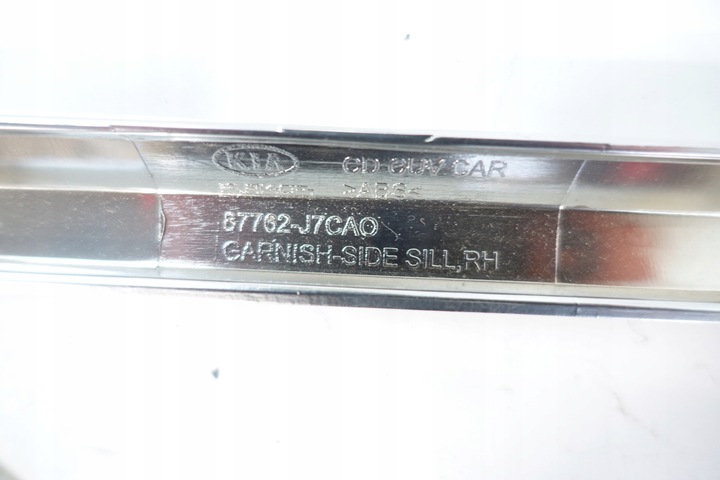 KIA CD CUV CAR
>ABS<
87762-J7CA0
GARNISH-SIDE SILL,RH